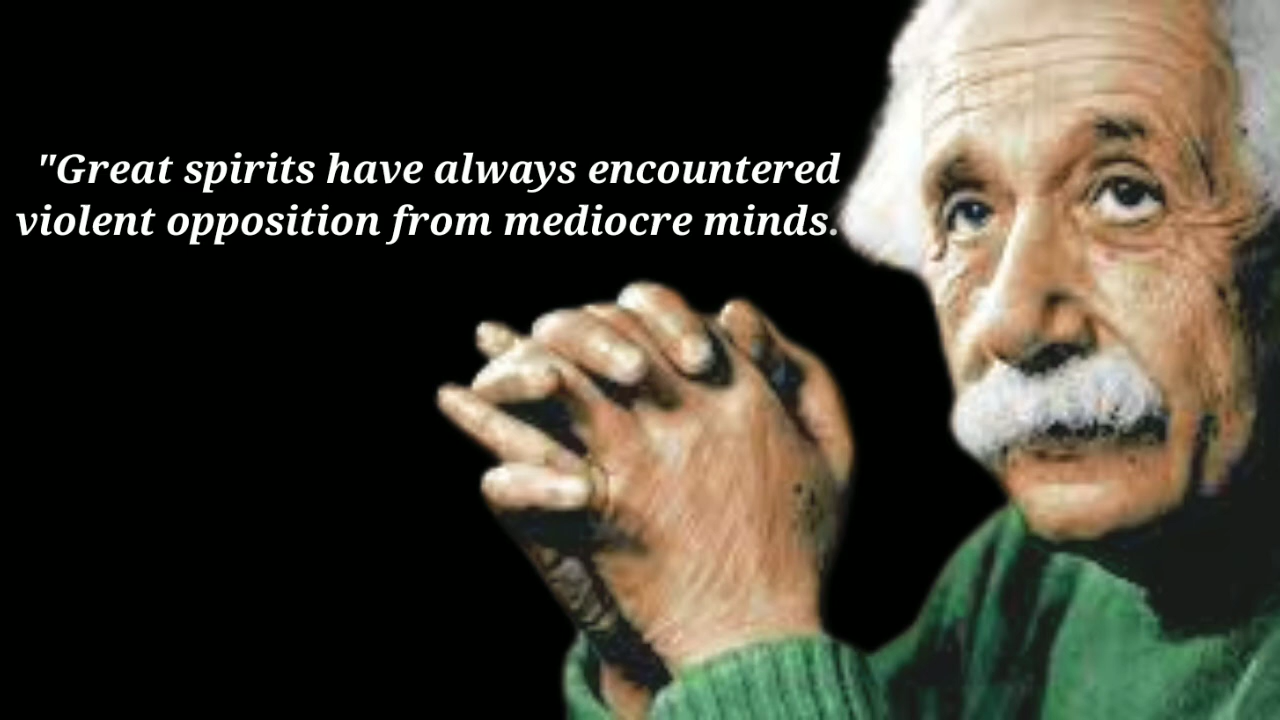 "Great spirits have always encountered
violent opposition from mediocre minds.